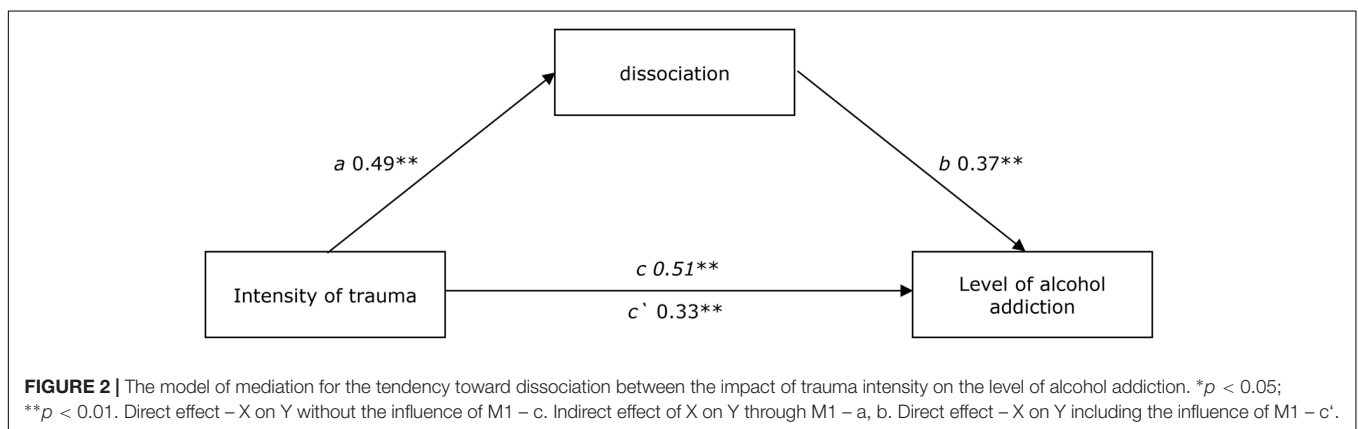 dissociation
a 0.49**
b 0.37**
Intensity of trauma
c 0.51**
c` 0.33**
Level of alcohol
addiction
FIGURE 2 | The model of mediation for the tendency toward dissociation between the impact of trauma intensity on the level of alcohol addiction. *p < 0.05;
**p < 0.01. Direct effect – X on Y without the influence of M1 – c. Indirect effect of X on Y through M1 – a, b. Direct effect – X on Y including the influence of M1 – c‘.